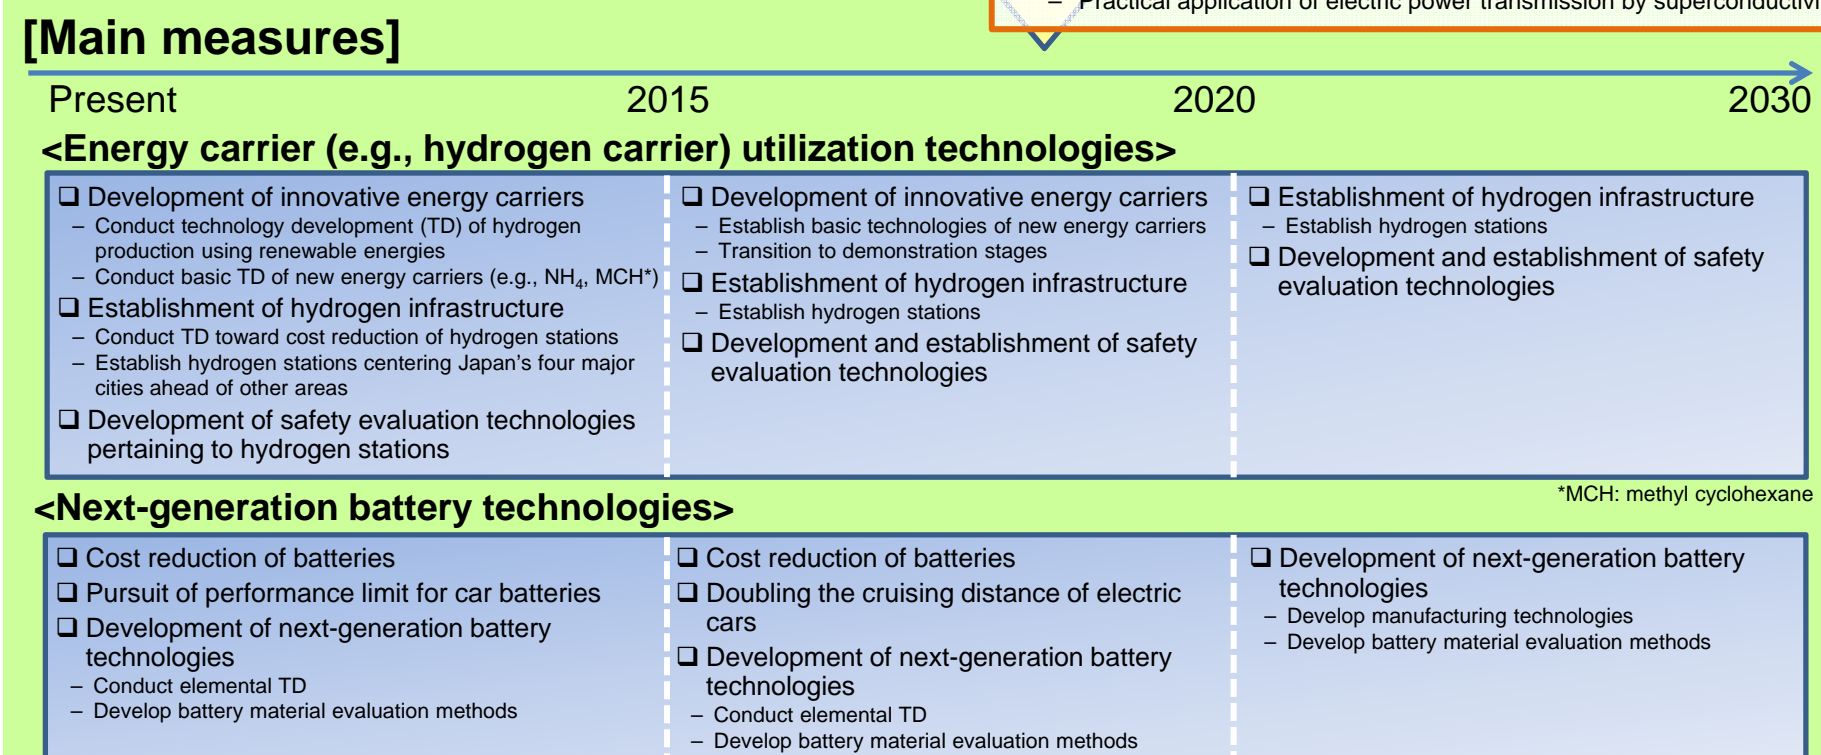 – Practical application of electric power transmission by
[Main measures]
Present 2015 2020 2030
<Energy carrier (e.g., hydrogen carrier) utilization technologies>
❑ Development of innovative energy carriers
– Conduct technology development (TD) of hydrogen
production using renewable energies
– Conduct basic TD of new energy carriers (e.g., NH₄, MCH*)
❑ Establishment of hydrogen infrastructure
– Conduct TD toward cost reduction of hydrogen stations
– Establish hydrogen stations centering Japan's four major
cities ahead of other areas
❑ Development of safety evaluation technologies
pertaining to hydrogen stations
❑ Development of innovative energy carriers
– Establish basic technologies of new energy carriers
– Transition to demonstration stages
❑ Establishment of hydrogen infrastructure
– Establish hydrogen stations
❑ Development and establishment of safety
evaluation technologies
❑ Establishment of hydrogen infrastructure
– Establish hydrogen stations
❑ Development and establishment of safety
evaluation technologies
*MCH: methyl cyclohexane
<Next-generation battery technologies>
❑ Cost reduction of batteries
❑ Pursuit of performance limit for car batteries
❑ Development of next-generation battery
technologies
– Conduct elemental TD
– Develop battery material evaluation methods
❑ Cost reduction of batteries
❑ Doubling the cruising distance of electric
cars
❑ Development of next-generation battery
technologies
– Conduct elemental TD
– Develop battery material evaluation methods
❑ Development of next-generation battery
technologies
– Develop manufacturing technologies
– Develop battery material evaluation methods